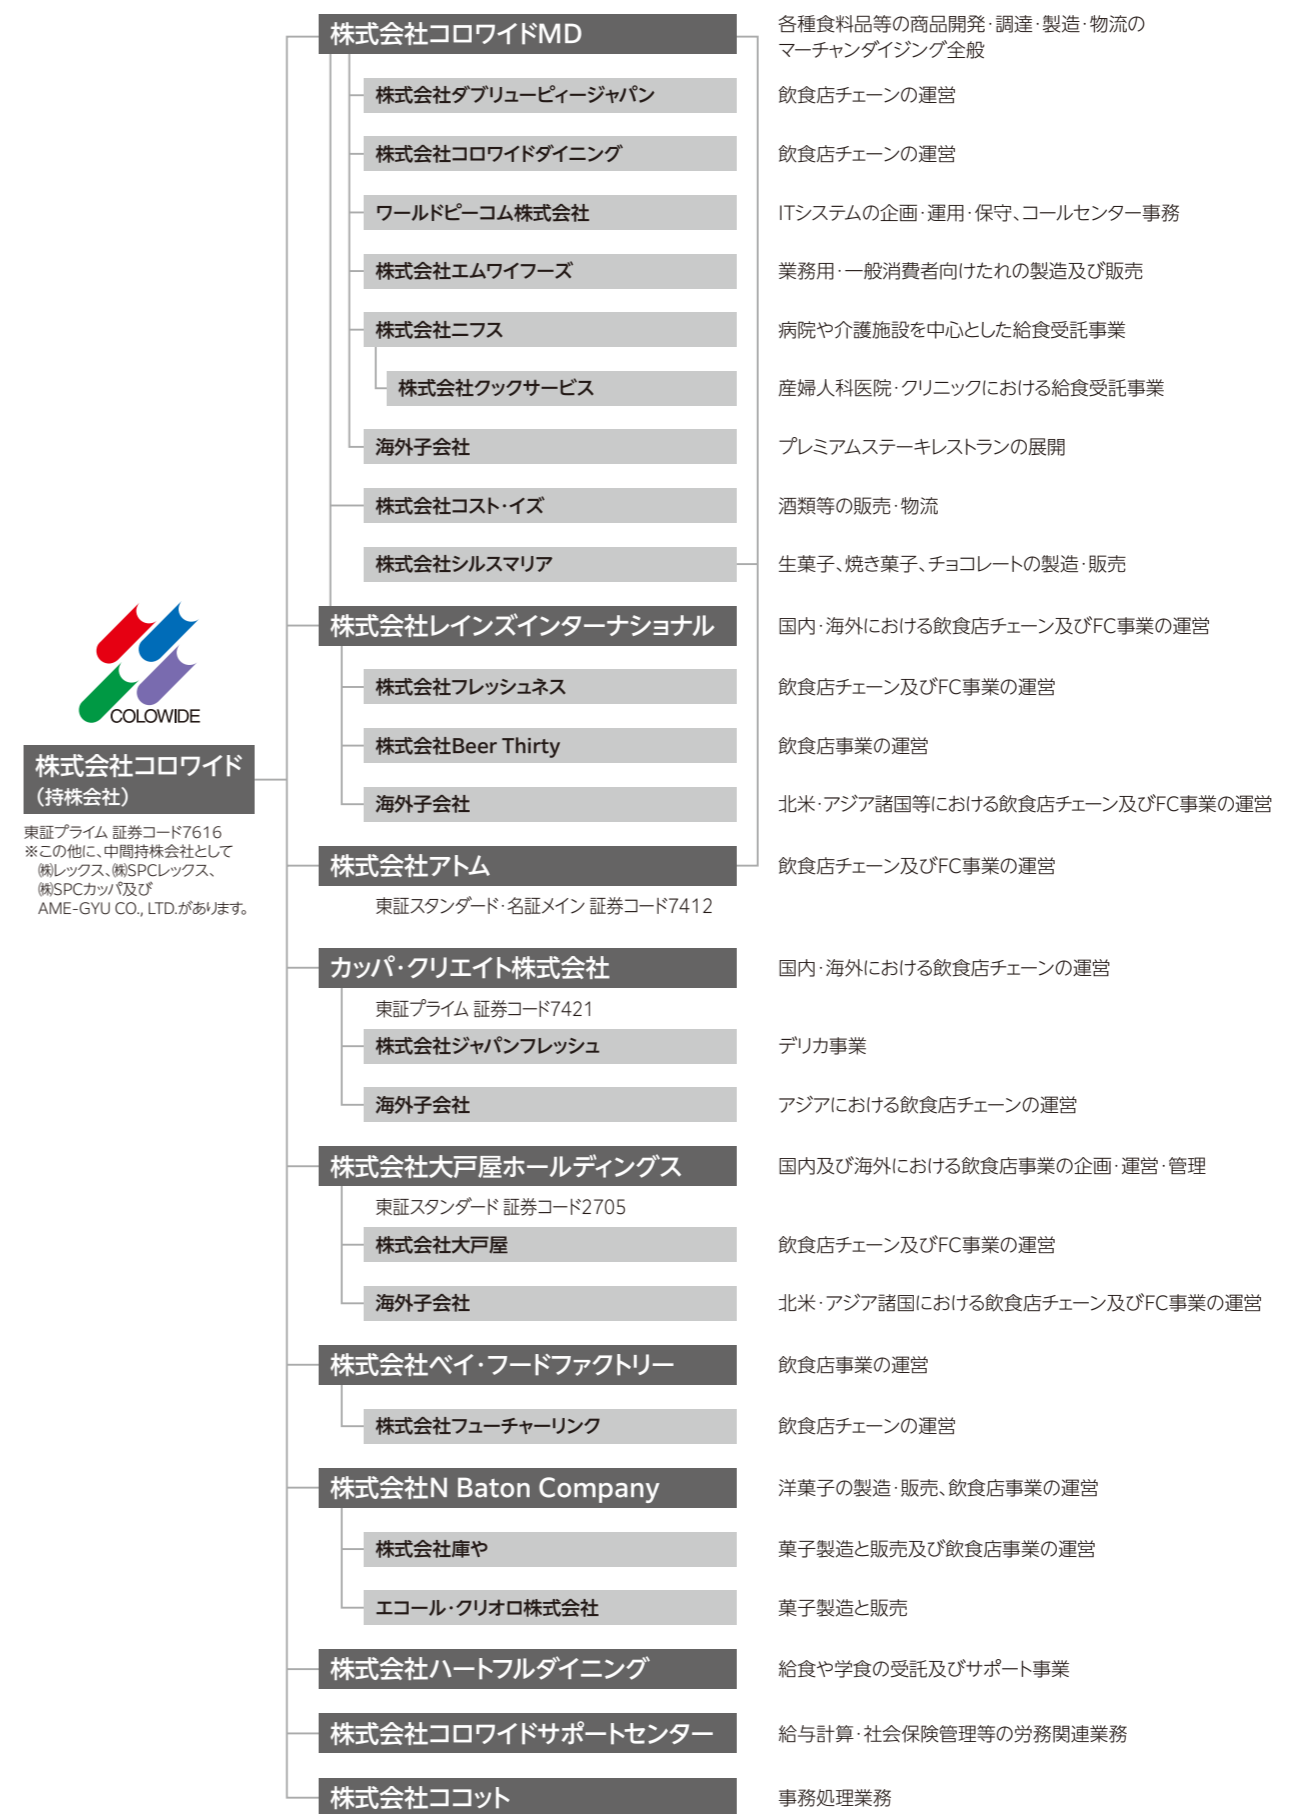 株式会社コロワイドMD
各種食料品等の商品開発·調達·製造·物流の
マーチャンダイジング全般
株式会社ダブリューピィージャパン
飲食店チェーンの運営
株式会社コロワイドダイニング
飲食店チェーンの運営
ワールドピーコム株式会社
ITシステムの企画·運用·保守、コールセンター事務
株式会社エムワイフーズ
業務用·一般消費者向けたれの製造及び販売
株式会社ニフス
病院や介護施設を中心とした給食受託事業
株式会社クックサービス
産婦人科医院·クリニックにおける給食受託事業
海外子会社
プレミアムステーキレストランの展開
株式会社コスト·イズ
酒類等の販売·物流
株式会社シルスマリア
生菓子、焼き菓子、チョコレートの製造·販売
株式会社レインズインターナショナル
国内·海外における飲食店チェーン及びFC事業の運営
株式会社フレッシュネス
飲食店チェーン及びFC事業の運営
COLOWIDE
株式会社コロワイド
（持株会社）
東証プライム 証券コード7616
※この他に、中間持株会社として
㈱レックス、㈱SPCレックス、
㈱SPCカッパ及び
AME-GYU CO., LTD.があります。
株式会社Beer Thirty
飲食店事業の運営
海外子会社
北米·アジア諸国等における飲食店チェーン及びFC事業の運営
株式会社アトム
飲食店チェーン及びFC事業の運営
東証スタンダード·名証メイン 証券コード7412
カッパ·クリエイト株式会社
国内·海外における飲食店チェーンの運営
東証プライム 証券コード7421
株式会社ジャパンフレッシュ
デリカ事業
海外子会社
アジアにおける飲食店チェーンの運営
株式会社大戸屋ホールディングス
国内及び海外における飲食店事業の企画·運営·管理
東証スタンダード 証券コード2705
株式会社大戸屋
飲食店チェーン及びFC事業の運営
海外子会社
北米·アジア諸国における飲食店チェーン及びFC事業の運営
株式会社ベイ·フードファクトリー
飲食店事業の運営
株式会社フューチャーリンク
飲食店チェーンの運営
株式会社N Baton Company
洋菓子の製造·販売、飲食店事業の運営
株式会社庫や
菓子製造と販売及び飲食店事業の運営
エコール·クリオロ株式会社
菓子製造と販売
株式会社ハートフルダイニング
給食や学食の受託及びサポート事業
株式会社コロワイドサポートセンター
給与計算·社会保険管理等の労務関連業務
株式会社ココット
事務処理業務